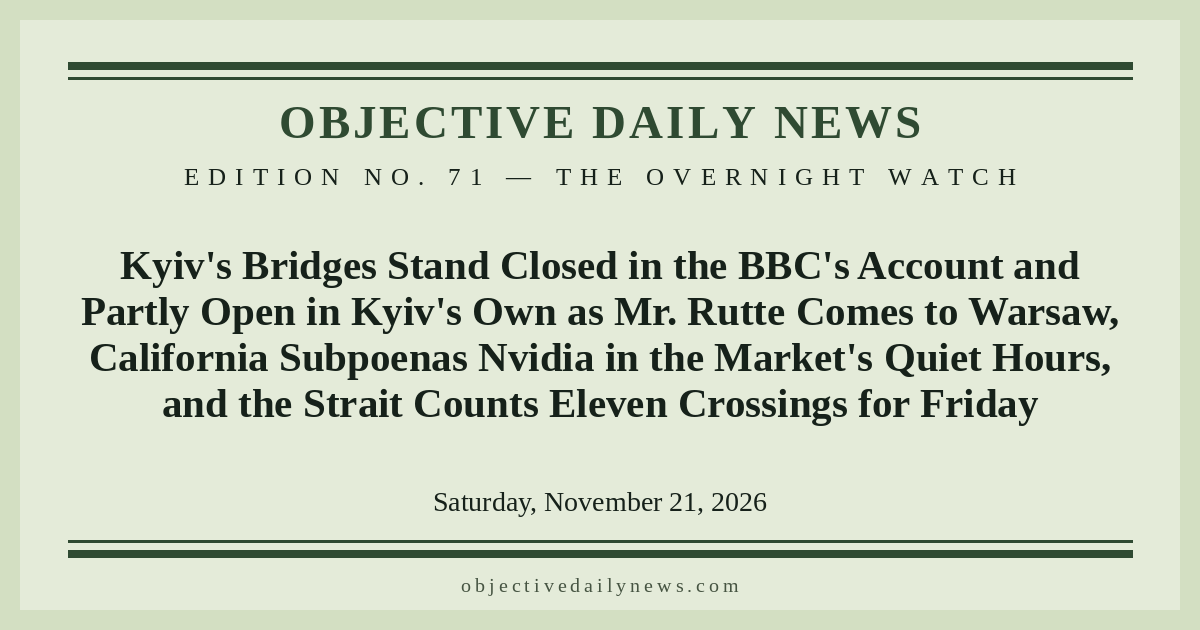 OBJECTIVE DAILY NEWS
EDITION NO. 71 — THE OVERNIGHT WATCH
Kyiv's Bridges Stand Closed in the BBC's Account and
Partly Open in Kyiv's Own as Mr. Rutte Comes to Warsaw,
California Subpoenas Nvidia in the Market's Quiet Hours,
and the Strait Counts Eleven Crossings for Friday
Saturday, November 21, 2026
objectivedailynews.com